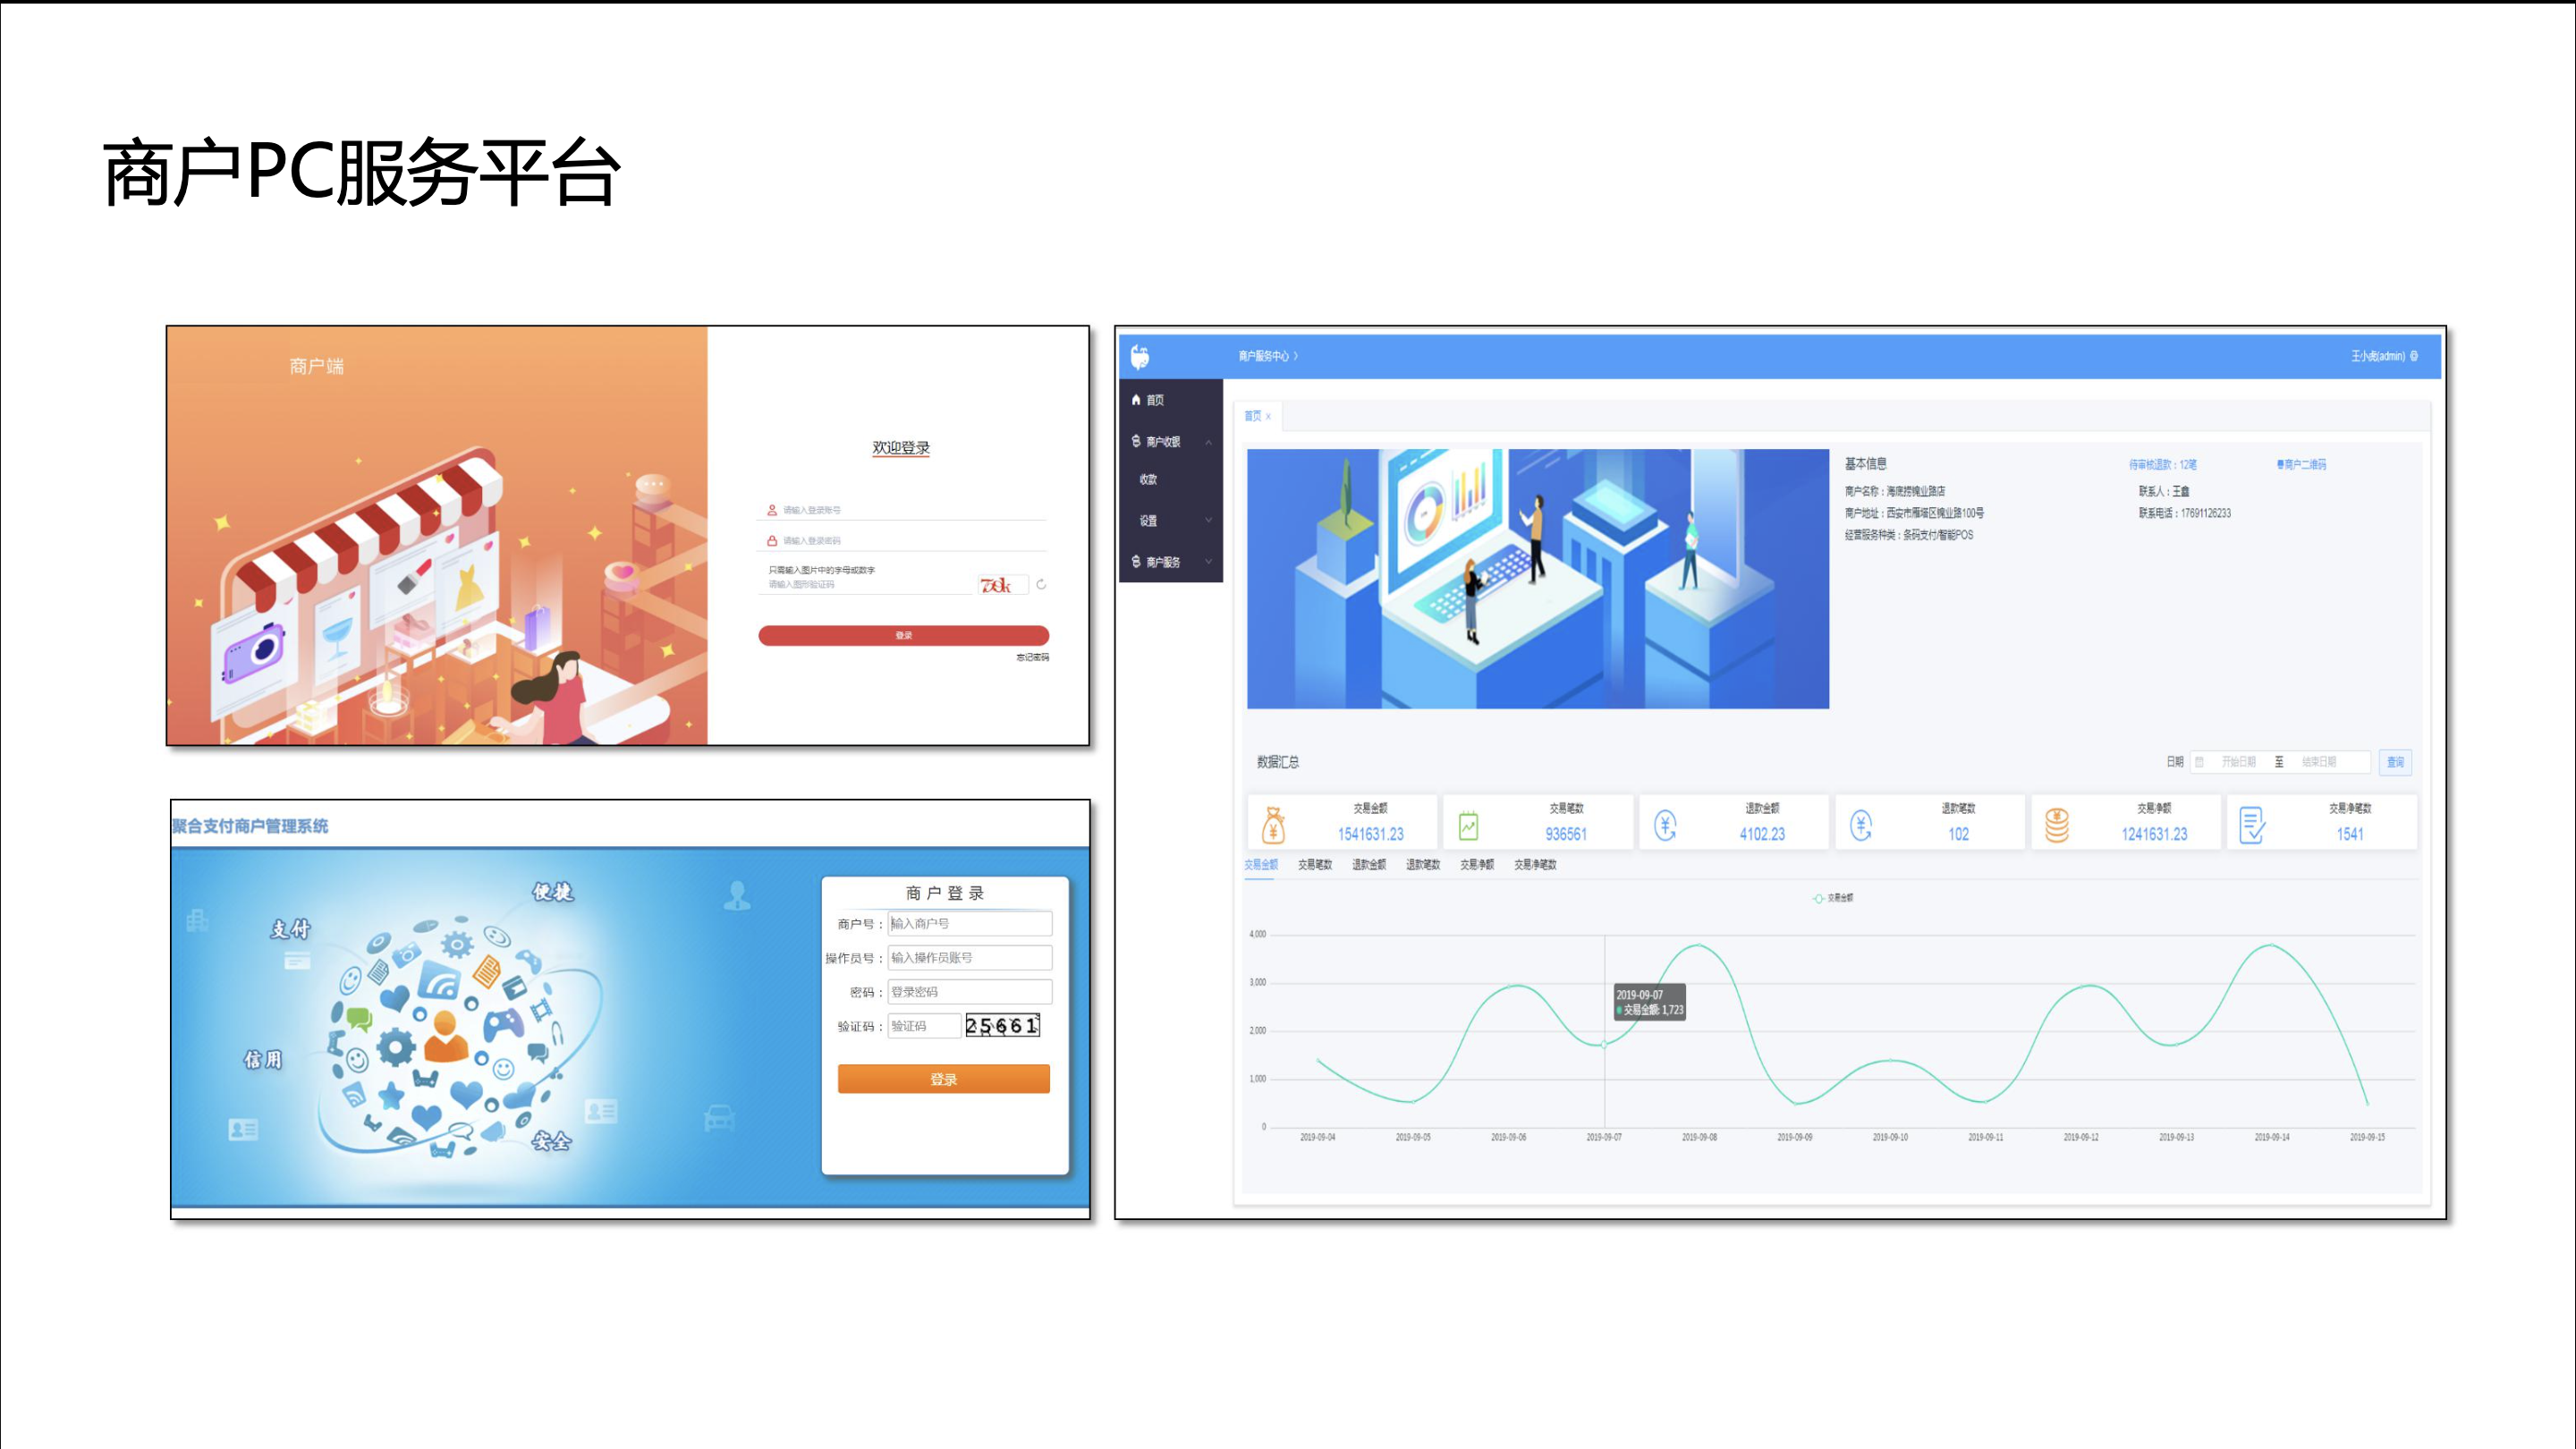 商户PC服务平台
商户端
欢迎登录
请输入登录账号
请输入登录密码
只需输入图片中的字母或数字
请输入图形验证码
登录
忘记密码
聚合支付商户管理系统
便捷
支付
信用
安全
商户登录
商户号： 输入商户号
操作员号： 输入操作员账号
密码： 登录密码
验证码： 验证码 25661
登录
商户服务中心 〉 王小虎(admin)
首页
商户收银
收款
设置
商户服务
首页 x
基本信息 待审核退款：12笔 商户二维码
商户名称：海底捞锦业路店 联系人：王鑫
商户地址：西安市雁塔区锦业路100号 联系电话：17691126233
经营服务种类：条码支付/智能POS
数据汇总 日期 开始日期 至 结束日期 查询
交易金额 交易笔数 退款金额 退款笔数 交易净额 交易净笔数
1541631.23 936561 4102.23 102 1241631.23 1541
交易金额 交易笔数 退款金额 退款笔数 交易净额 交易净笔数
交易金额
4,000
3,000
2,000
1,000
0
2019-09-07
交易金额: 1,723
2019-09-04 2019-09-05 2019-09-06 2019-09-07 2019-09-08 2019-09-09 2019-09-10 2019-09-11 2019-09-12 2019-09-13 2019-09-14 2019-09-15